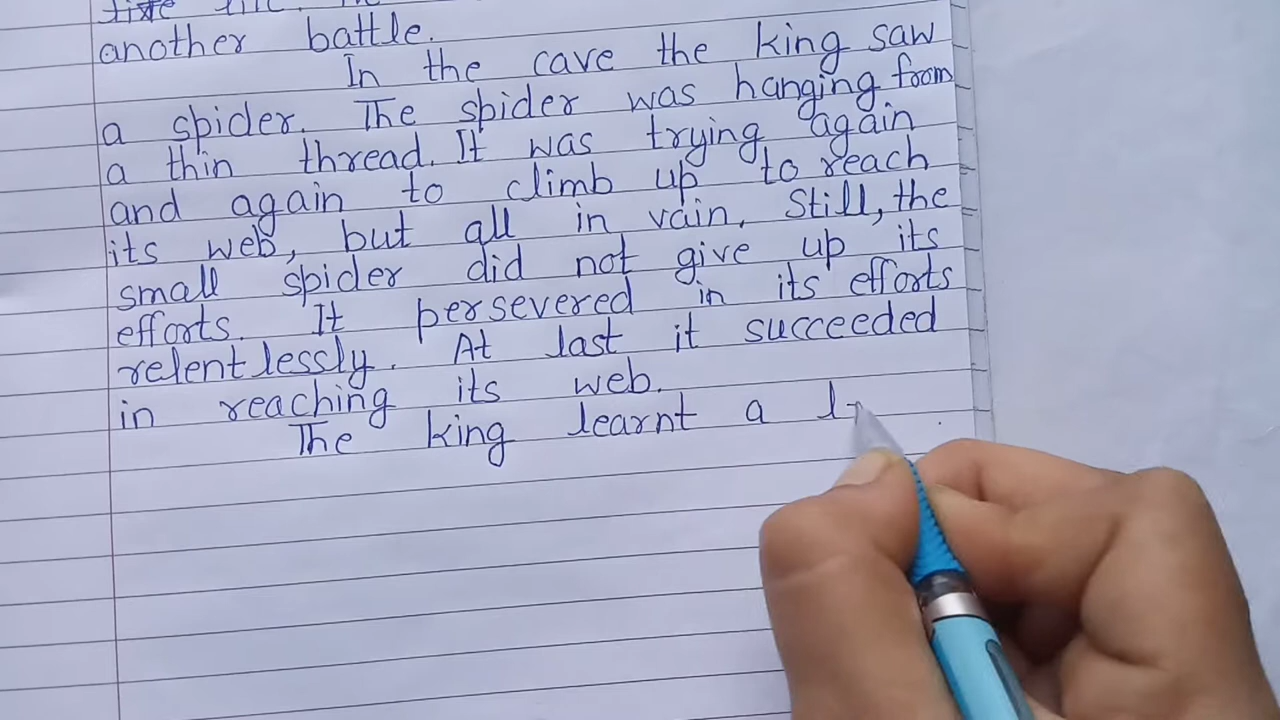 another battle.
In the cave the king saw
a spider. The spider was hanging from
a thin thread. It was trying again
and again to climb up to reach
its web, but all in vain. Still, the
small spider did not give up its
efforts. It persevered in its efforts
relentlessly. At last it succeeded
in reaching its web.
The king learnt a